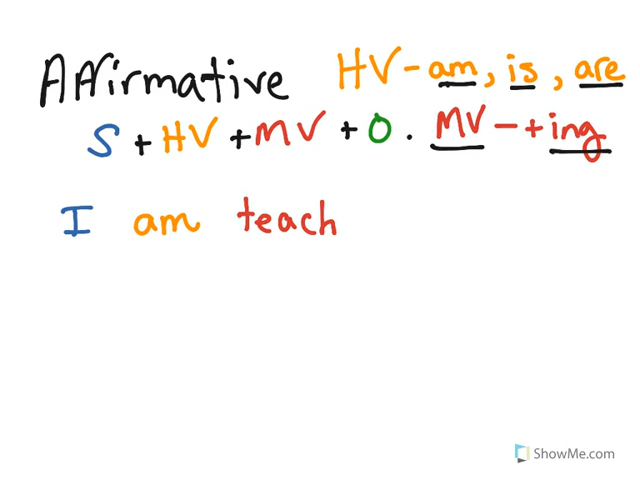 Affirmative HV - am, is, are
S + HV + MV + O. MV - + ing
I am teach
ShowMe.com